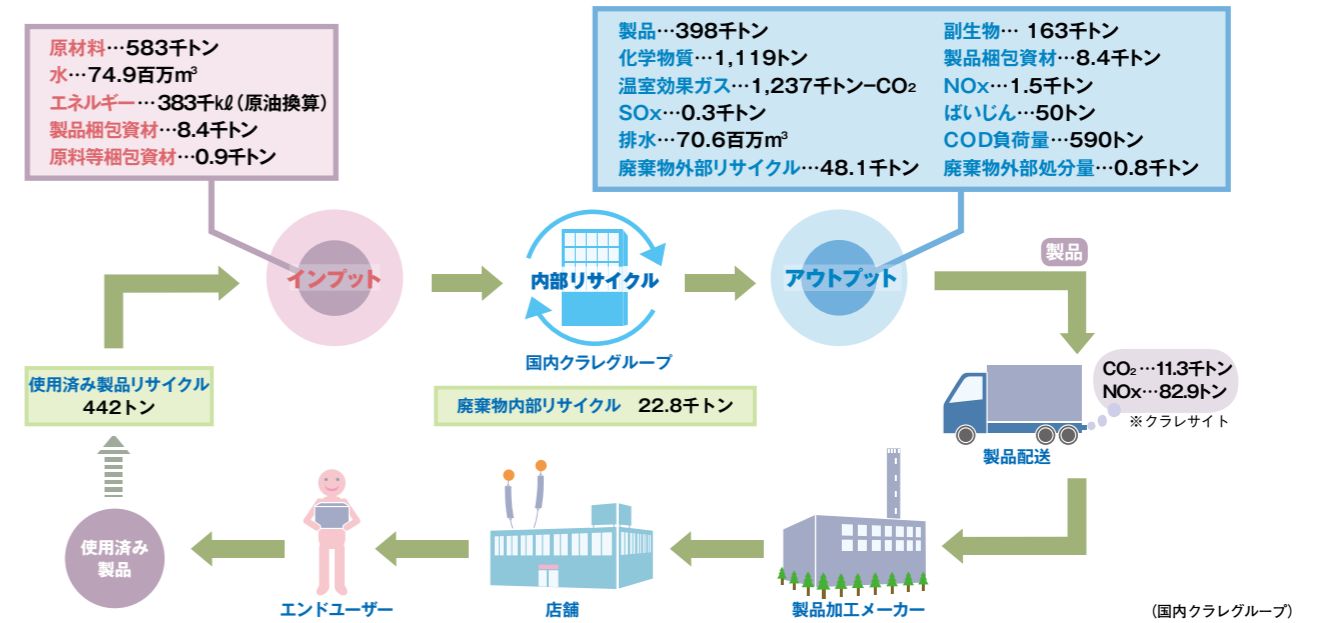 原材料…583千トン
水…74.9百万m³
エネルギー…383千kℓ(原油換算)
製品梱包資材…8.4千トン
原料等梱包資材…0.9千トン
製品…398千トン
化学物質…1,119トン
温室効果ガス…1,237千トン−CO₂
SOx…0.3千トン
排水…70.6百万m³
廃棄物外部リサイクル…48.1千トン
副生物… 163千トン
製品梱包資材…8.4千トン
NOx…1.5千トン
ばいじん…50トン
COD負荷量…590トン
廃棄物外部処分量…0.8千トン
インプット
内部リサイクル
国内クラレグループ
アウトプット
製品
使用済み製品リサイクル
442トン
廃棄物内部リサイクル 22.8千トン
CO₂…11.3千トン
NOx…82.9トン
※クラレサイト
製品配送
使用済み
製品
エンドユーザー
店舗
製品加工メーカー
(国内クラレグループ)